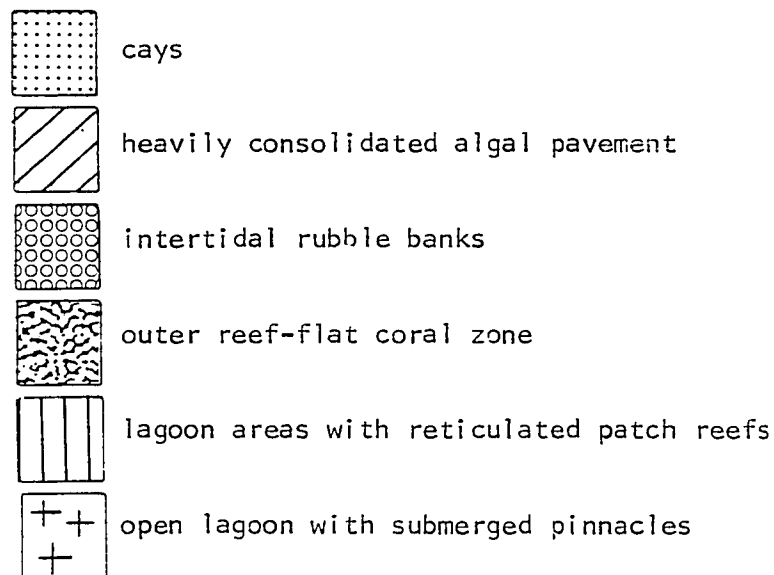 cays
heavily consolidated algal pavement
intertidal rubble banks
outer reef-flat coral zone
lagoon areas with reticulated patch reefs
open lagoon with submerged pinnacles